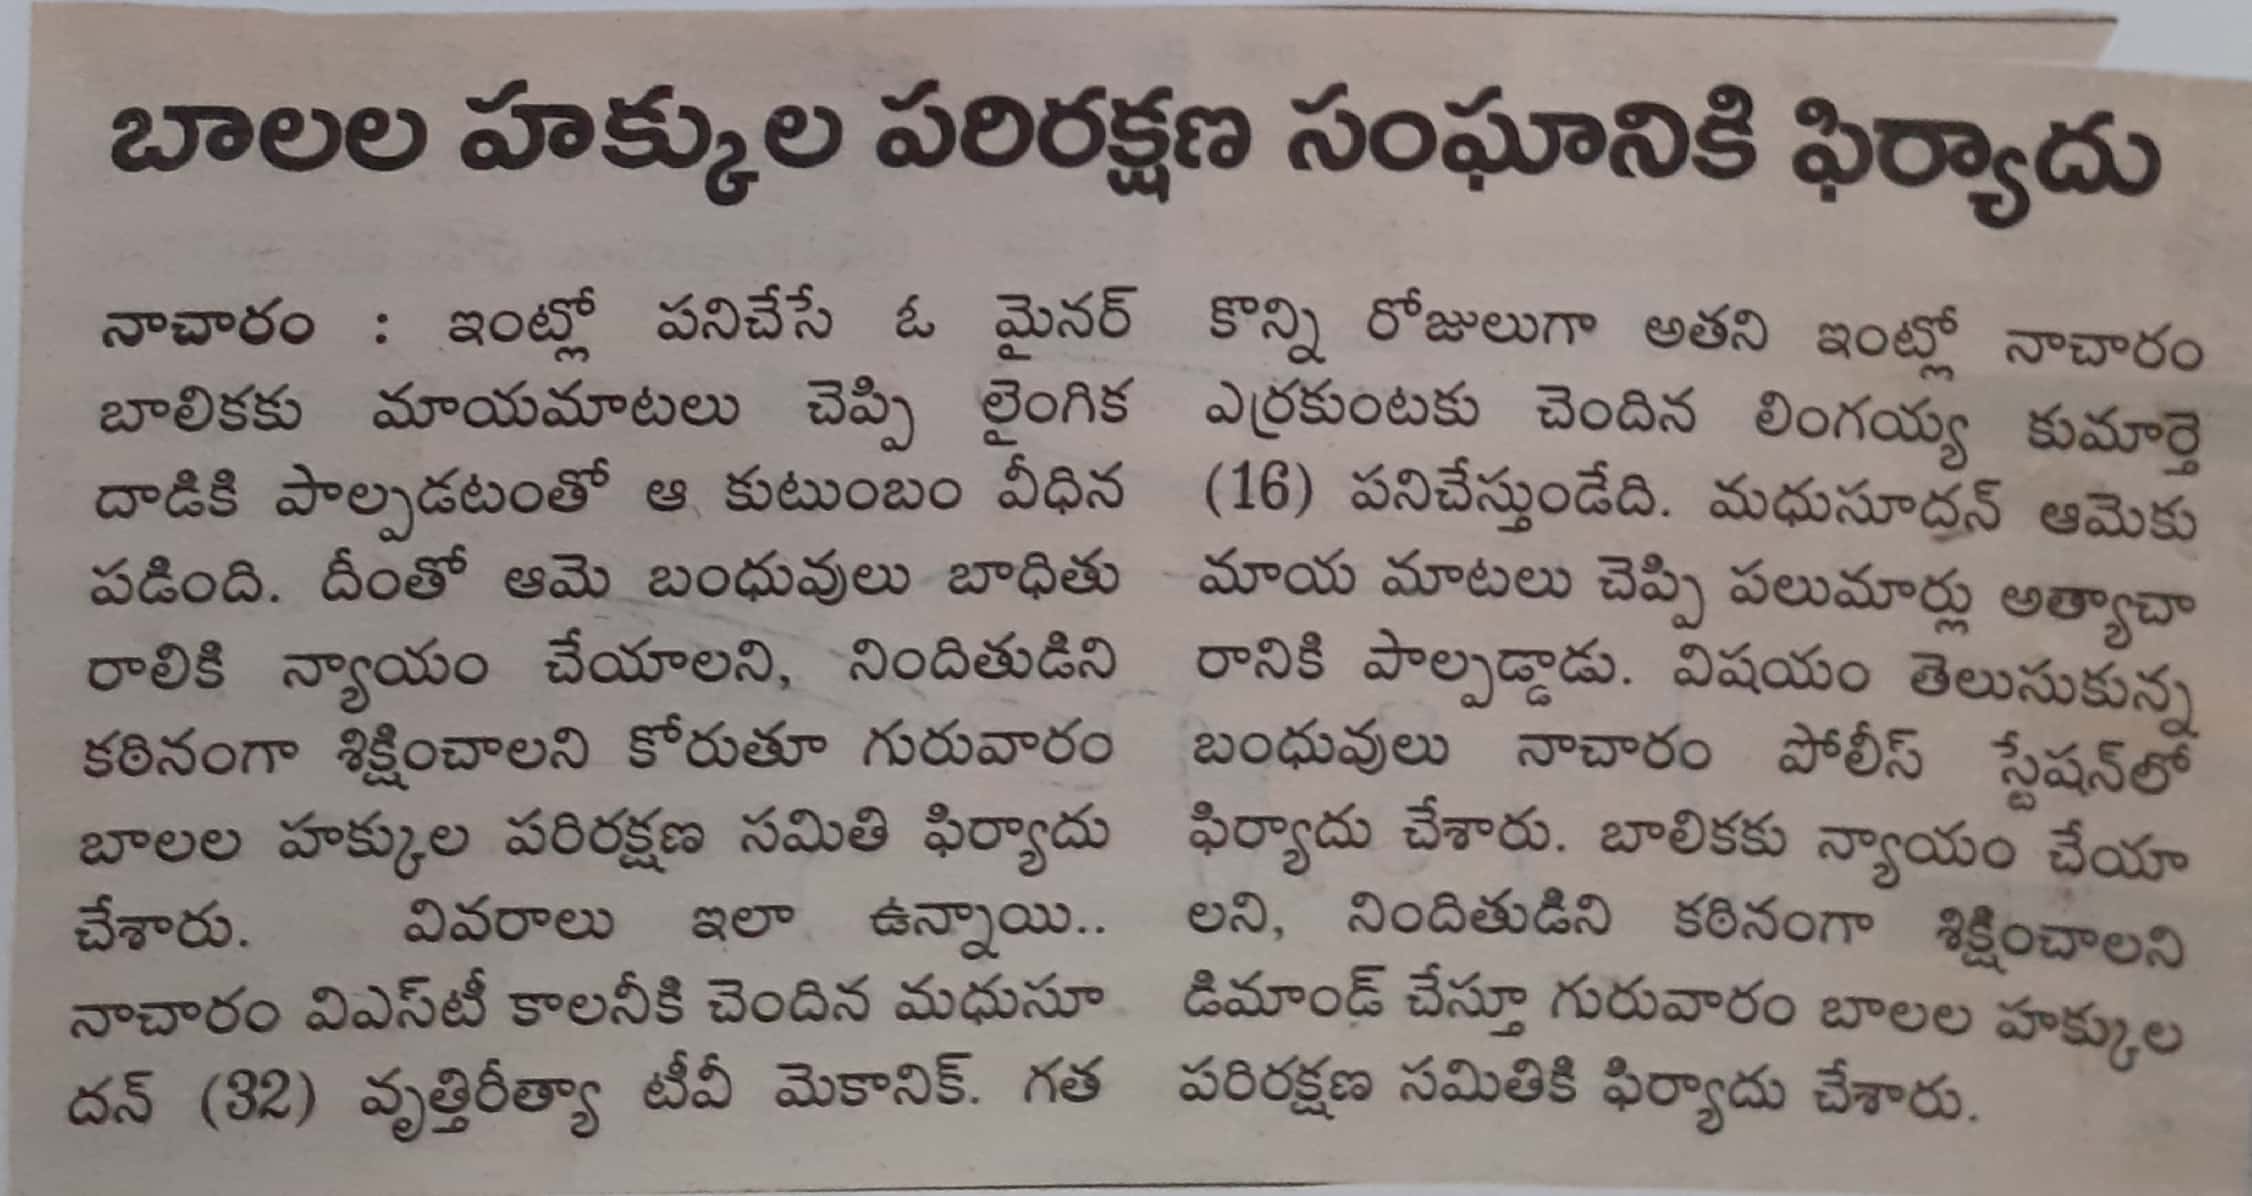 బాలల హక్కుల పరిరక్షణ సంఘానికి ఫిర్యాదు
నాచారం : ఇంట్లో పనిచేసే ఓ మైనర్
బాలికకు మాయమాటలు చెప్పి లైంగిక
దాడికి పాల్పడటంతో ఆ కుటుంబం వీధిన
పడింది. దీంతో ఆమె బంధువులు బాధితు
రాలికి న్యాయం చేయాలని, నిందితుడిని
కఠినంగా శిక్షించాలని కోరుతూ గురువారం
బాలల హక్కుల పరిరక్షణ సమితి ఫిర్యాదు
చేశారు. వివరాలు ఇలా ఉన్నాయి..
నాచారం విఎస్‌టీ కాలనీకి చెందిన మధుసూ
దన్ (32) వృత్తిరీత్యా టీవీ మెకానిక్. గత
కొన్ని రోజులుగా అతని ఇంట్లో నాచారం
ఎర్రకుంటకు చెందిన లింగయ్య కుమార్తె
(16) పనిచేస్తుండేది. మధుసూదన్ ఆమెకు
మాయ మాటలు చెప్పి పలుమార్లు అత్యాచా
రానికి పాల్పడ్డాడు. విషయం తెలుసుకున్న
బంధువులు నాచారం పోలీస్ స్టేషన్‌లో
ఫిర్యాదు చేశారు. బాలికకు న్యాయం చేయా
లని, నిందితుడిని కఠినంగా శిక్షించాలని
డిమాండ్ చేస్తూ గురువారం బాలల హక్కుల
పరిరక్షణ సమితికి ఫిర్యాదు చేశారు.